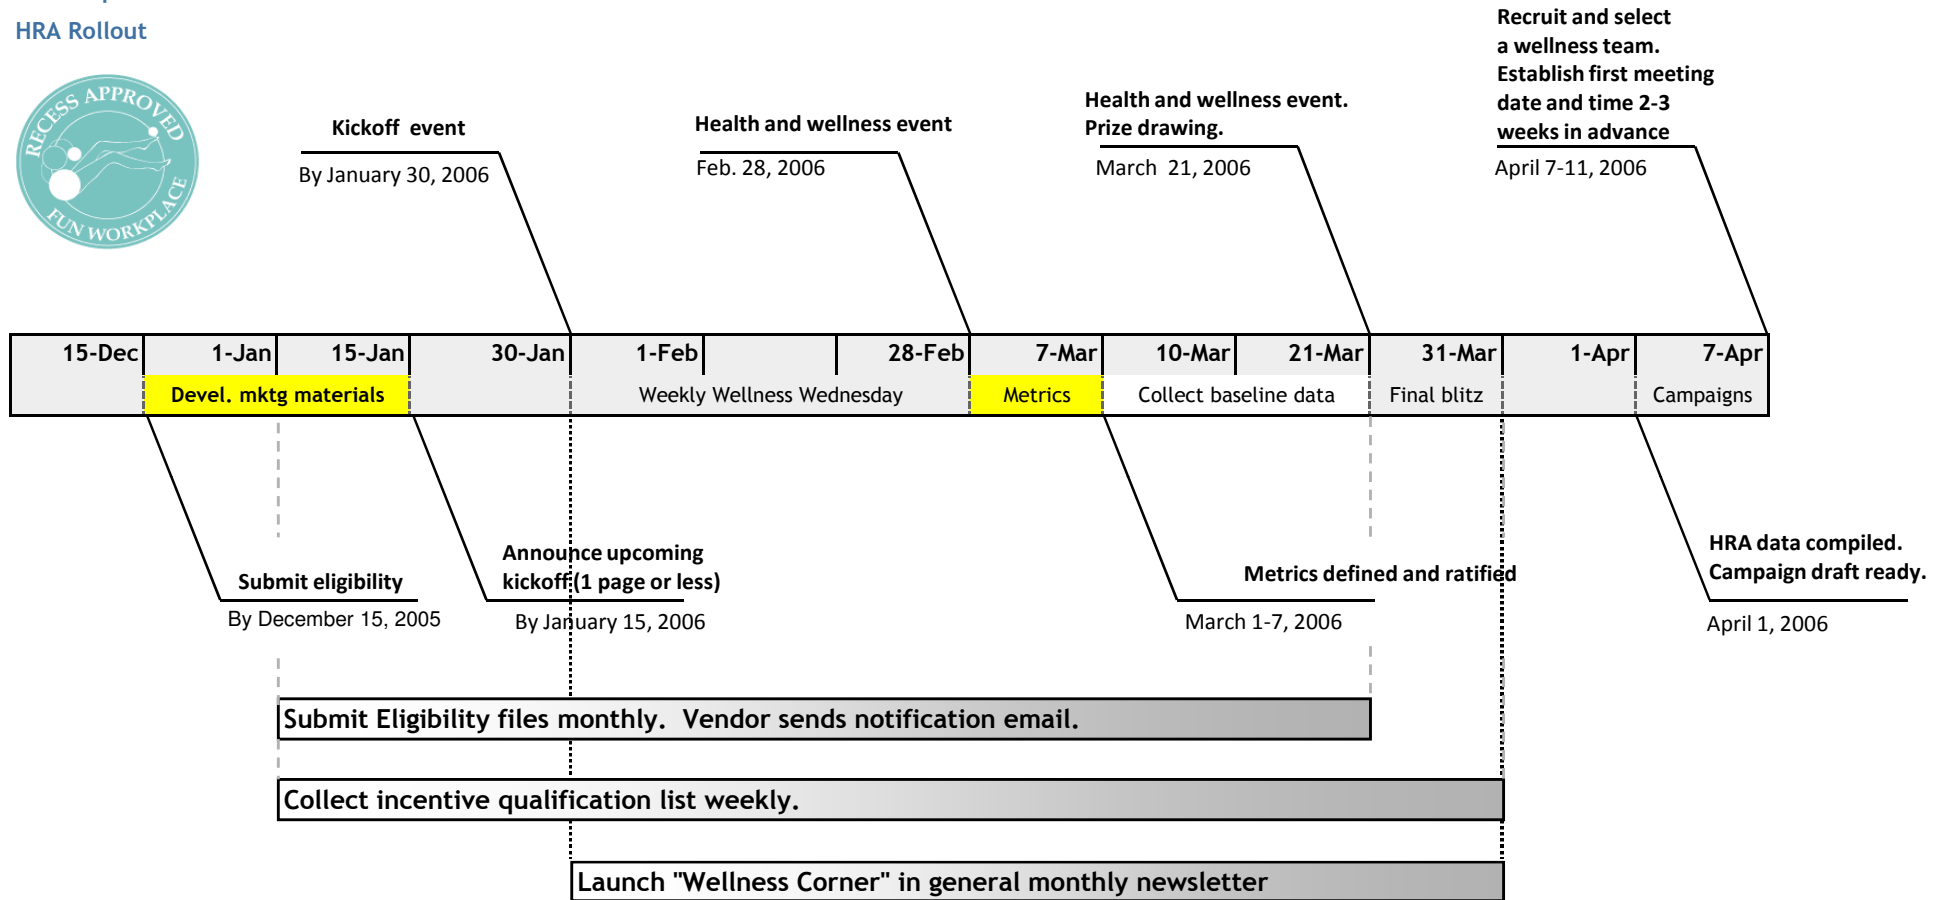 HRA Rollout
RECESS APPROVED
FUN WORKPLACE
Kickoff event
By January 30, 2006
Health and wellness event
Feb. 28, 2006
Health and wellness event.
Prize drawing.
March 21, 2006
Recruit and select
a wellness team.
Establish first meeting
date and time 2-3
weeks in advance
April 7-11, 2006
15-Dec 1-Jan 15-Jan 30-Jan 1-Feb 28-Feb 7-Mar 10-Mar 21-Mar 31-Mar 1-Apr 7-Apr
Devel. mktg materials Weekly Wellness Wednesday Metrics Collect baseline data Final blitz Campaigns
Submit eligibility
By December 15, 2005
Announce upcoming
kickoff (1 page or less)
By January 15, 2006
Metrics defined and ratified
March 1-7, 2006
HRA data compiled.
Campaign draft ready.
April 1, 2006
Submit Eligibility files monthly. Vendor sends notification email.
Collect incentive qualification list weekly.
Launch "Wellness Corner" in general monthly newsletter